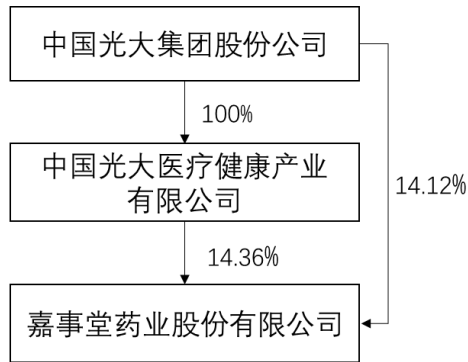 中国光大集团股份公司
100%
中国光大医疗健康产业
有限公司
14.12%
14.36%
嘉事堂药业股份有限公司